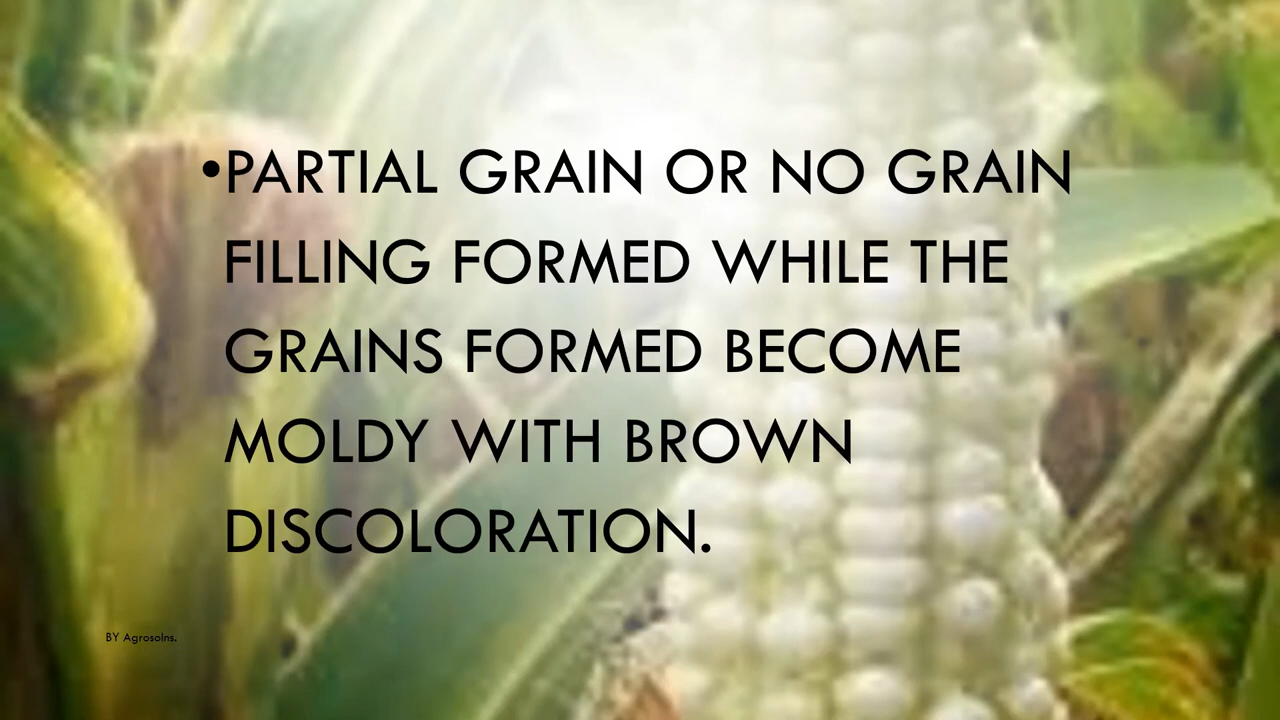 •PARTIAL GRAIN OR NO GRAIN
FILLING FORMED WHILE THE
GRAINS FORMED BECOME
MOLDY WITH BROWN
DISCOLORATION.
BY Agrosolns.